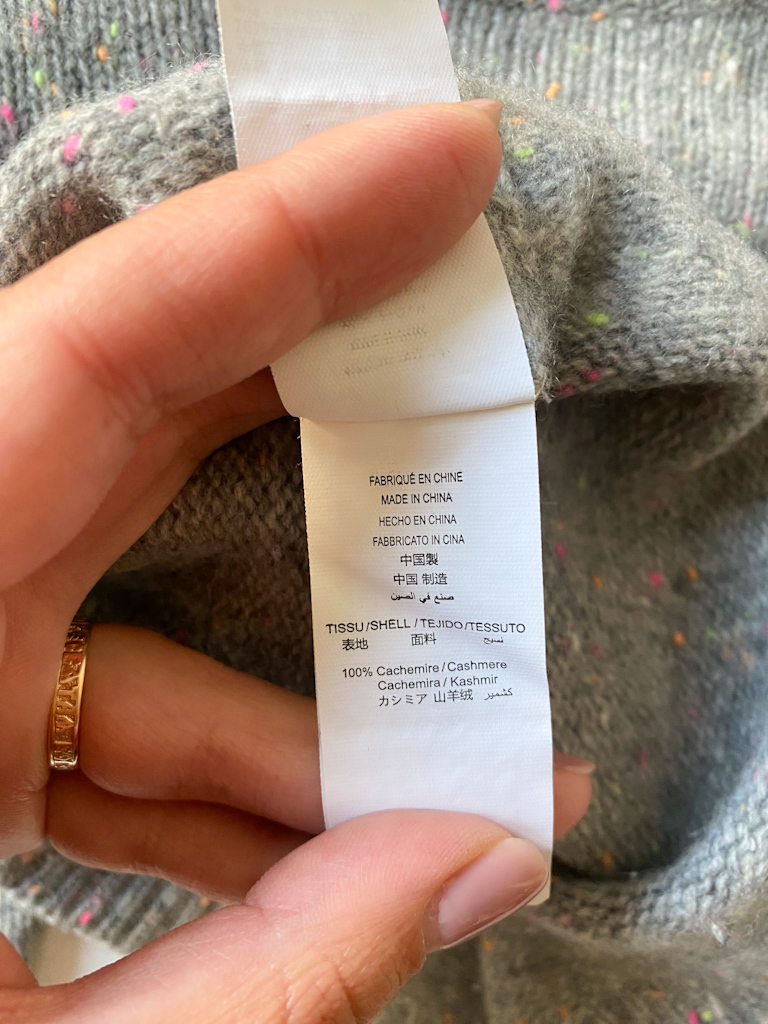 FABRIQUÉ EN CHINE
MADE IN CHINA
HECHO EN CHINA
FABBRICATO IN CINA
中国製
中国 制造
صنع في الصين
TISSU/SHELL / TEJIDO/TESSUTO
表地 面料 نسيج
100% Cachemire/Cashmere
Cachemira/Kashmir
カシミア 山羊绒 كشمير